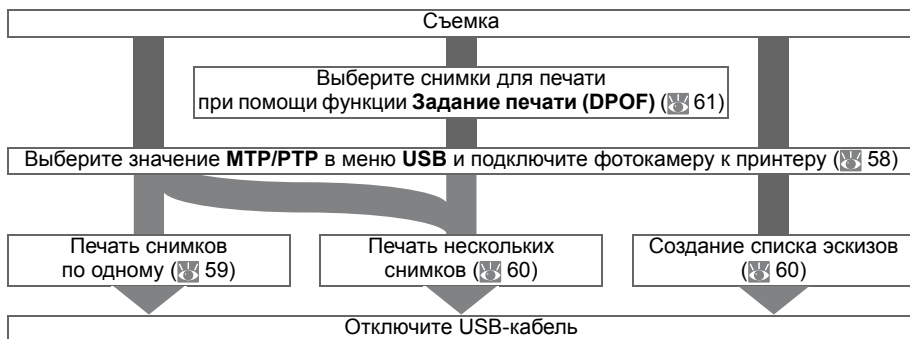 Съемка
Выберите снимки для печати
при помощи функции Задание печати (DPOF) ( 61)
Выберите значение MTP/PTP в меню USB и подключите фотокамеру к принтеру ( 58)
Печать снимков
по одному ( 59)
Печать нескольких
снимков ( 60)
Создание списка эскизов
( 60)
Отключите USB-кабель